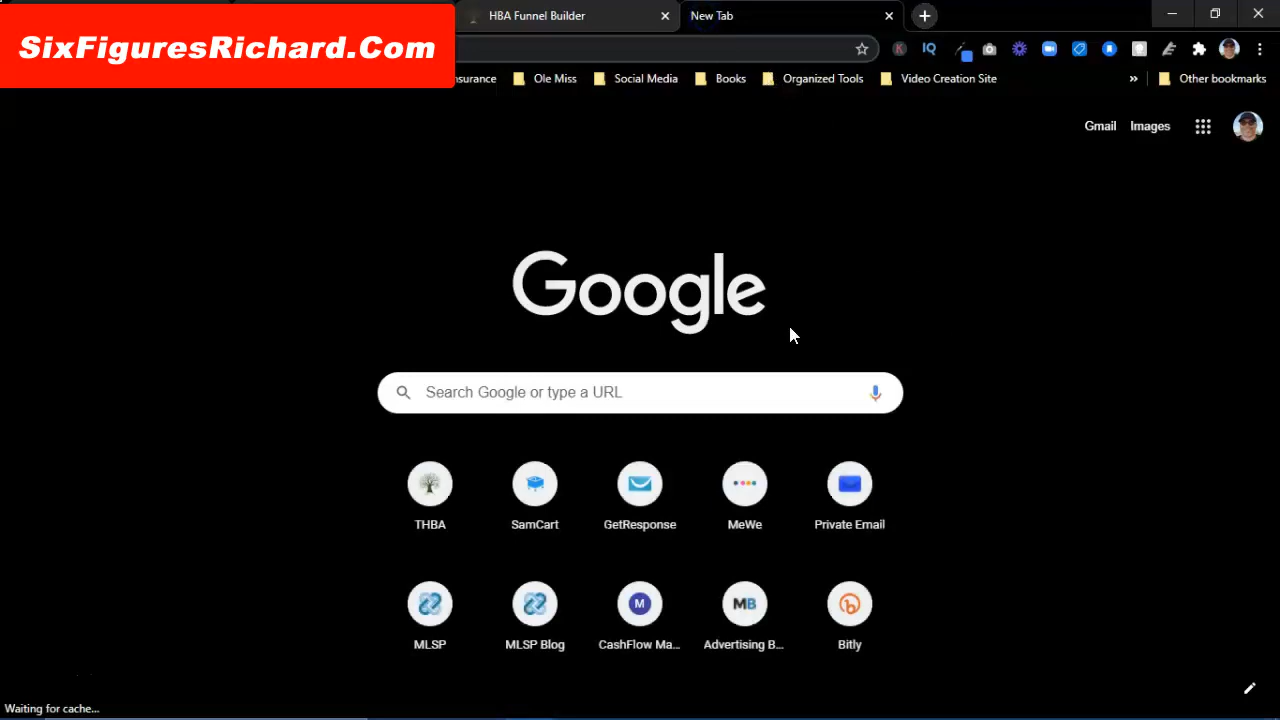 SixFiguresRichard.Com
HBA Funnel Builder
New Tab
IQ
nsurance
Ole Miss
Social Media
Books
Organized Tools
Video Creation Site
»
Other bookmarks
Gmail
Images
Google
Search Google or type a URL
THBA
SamCart
GetResponse
MeWe
Private Email
M
MB
MLSP
MLSP Blog
CashFlow Ma...
Advertising B...
Bitly
Waiting for cache...